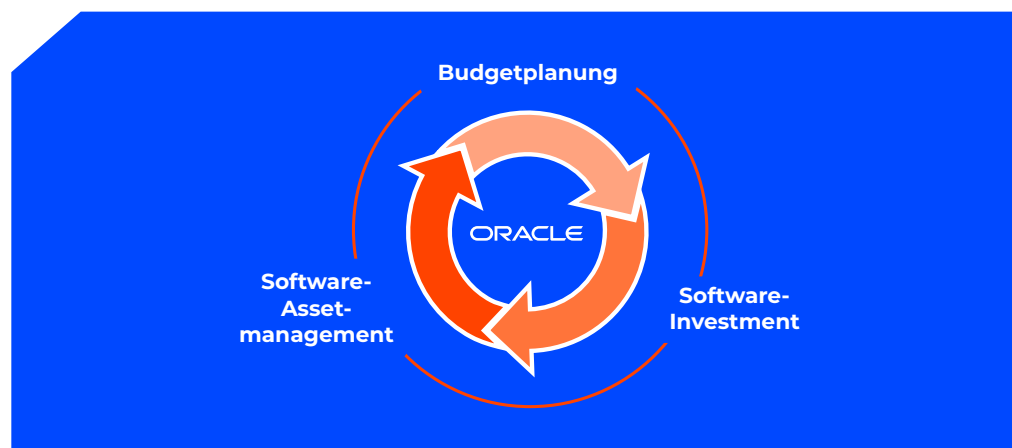 Budgetplanung
ORACLE
Software-
Asset-
management
Software-
Investment